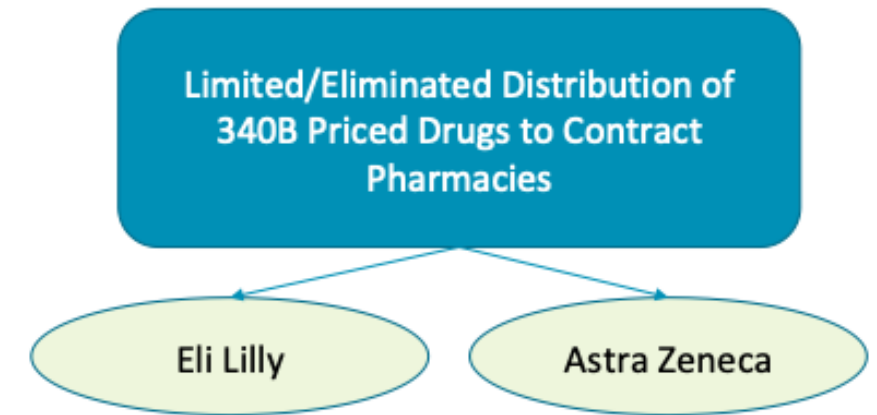 Limited/Eliminated Distribution of
340B Priced Drugs to Contract
Pharmacies
Eli Lilly
Astra Zeneca